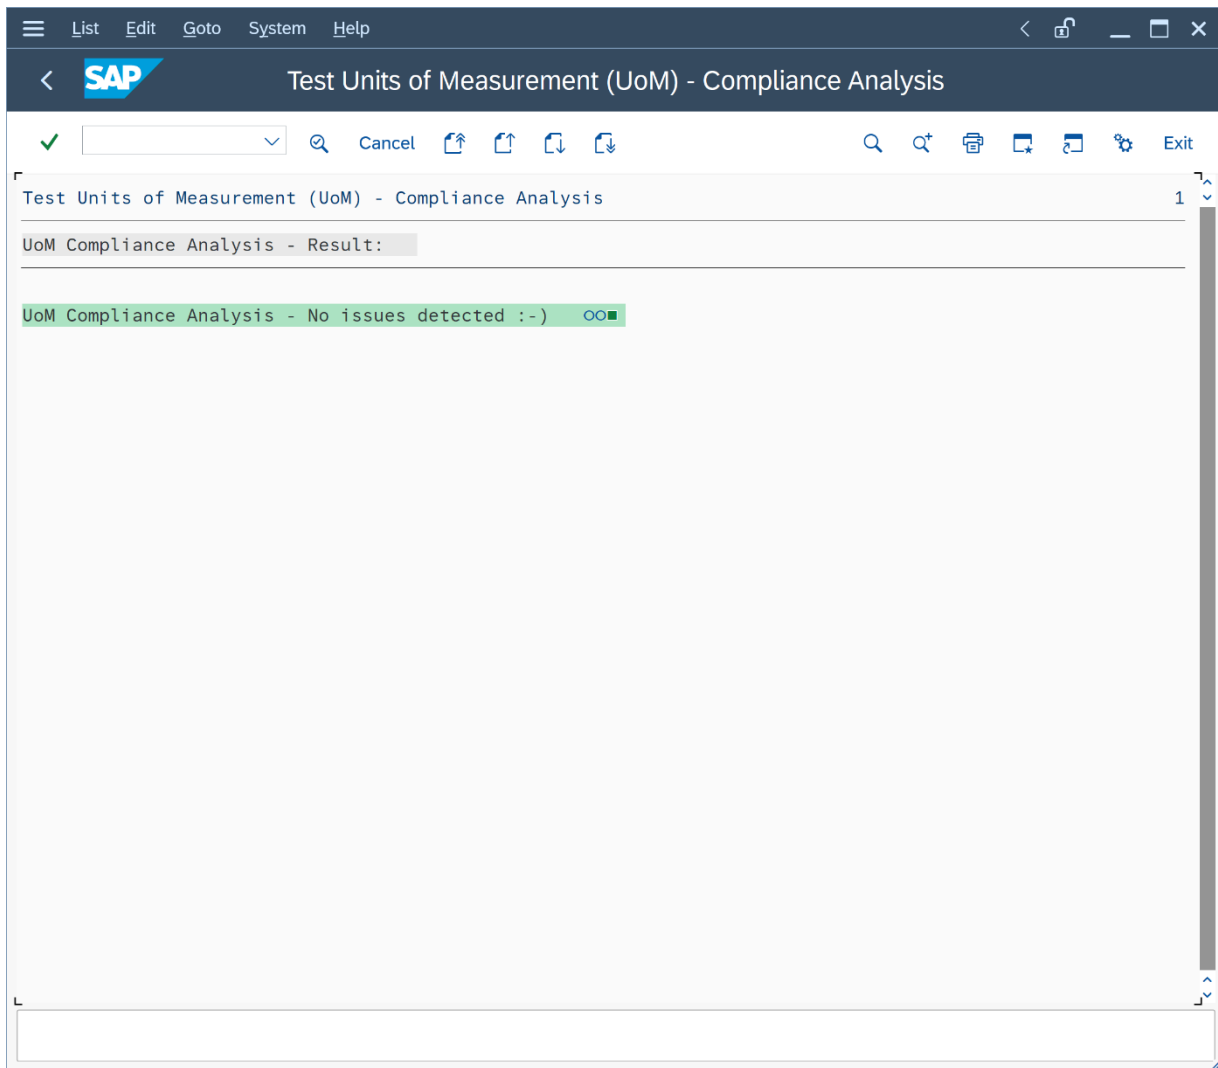 List Edit Goto System Help
SAP Test Units of Measurement (UoM) - Compliance Analysis
Cancel Exit
Test Units of Measurement (UoM) - Compliance Analysis 1
UoM Compliance Analysis - Result:
UoM Compliance Analysis - No issues detected :-)